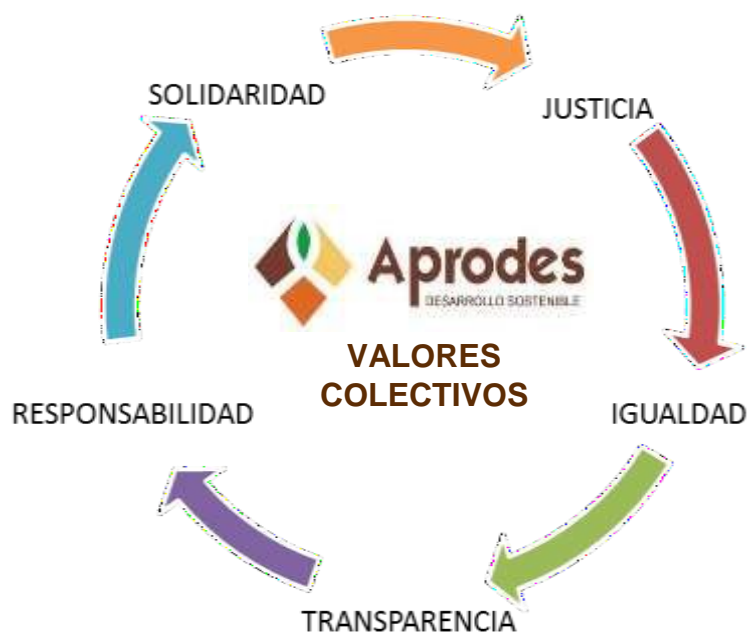 SOLIDARIDAD
JUSTICIA
Aprodes
DESARROLLO SOSTENIBLE
VALORES
COLECTIVOS
RESPONSABILIDAD
IGUALDAD
TRANSPARENCIA